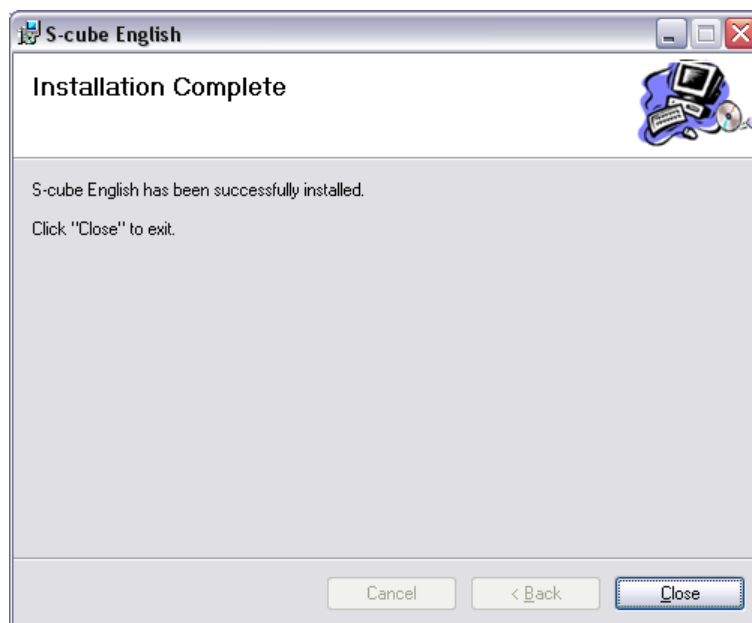 S-cube English
Installation Complete
S-cube English has been successfully installed.
Click "Close" to exit.
Cancel
< Back
Close